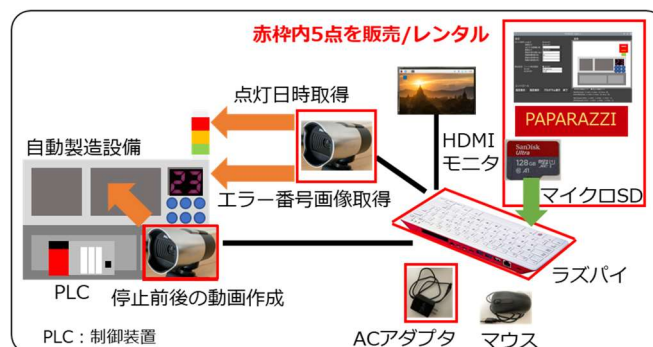 赤枠内5点を販売/レンタル
点灯日時取得
自動製造設備
エラー番号画像取得
HDMI
モニタ
PAPARAZZI
SanDisk
Ultra
128GB
A1
マイクロSD
23
ラズパイ
PLC
停止前後の動画作成
PLC：制御装置
ACアダプタ
マウス